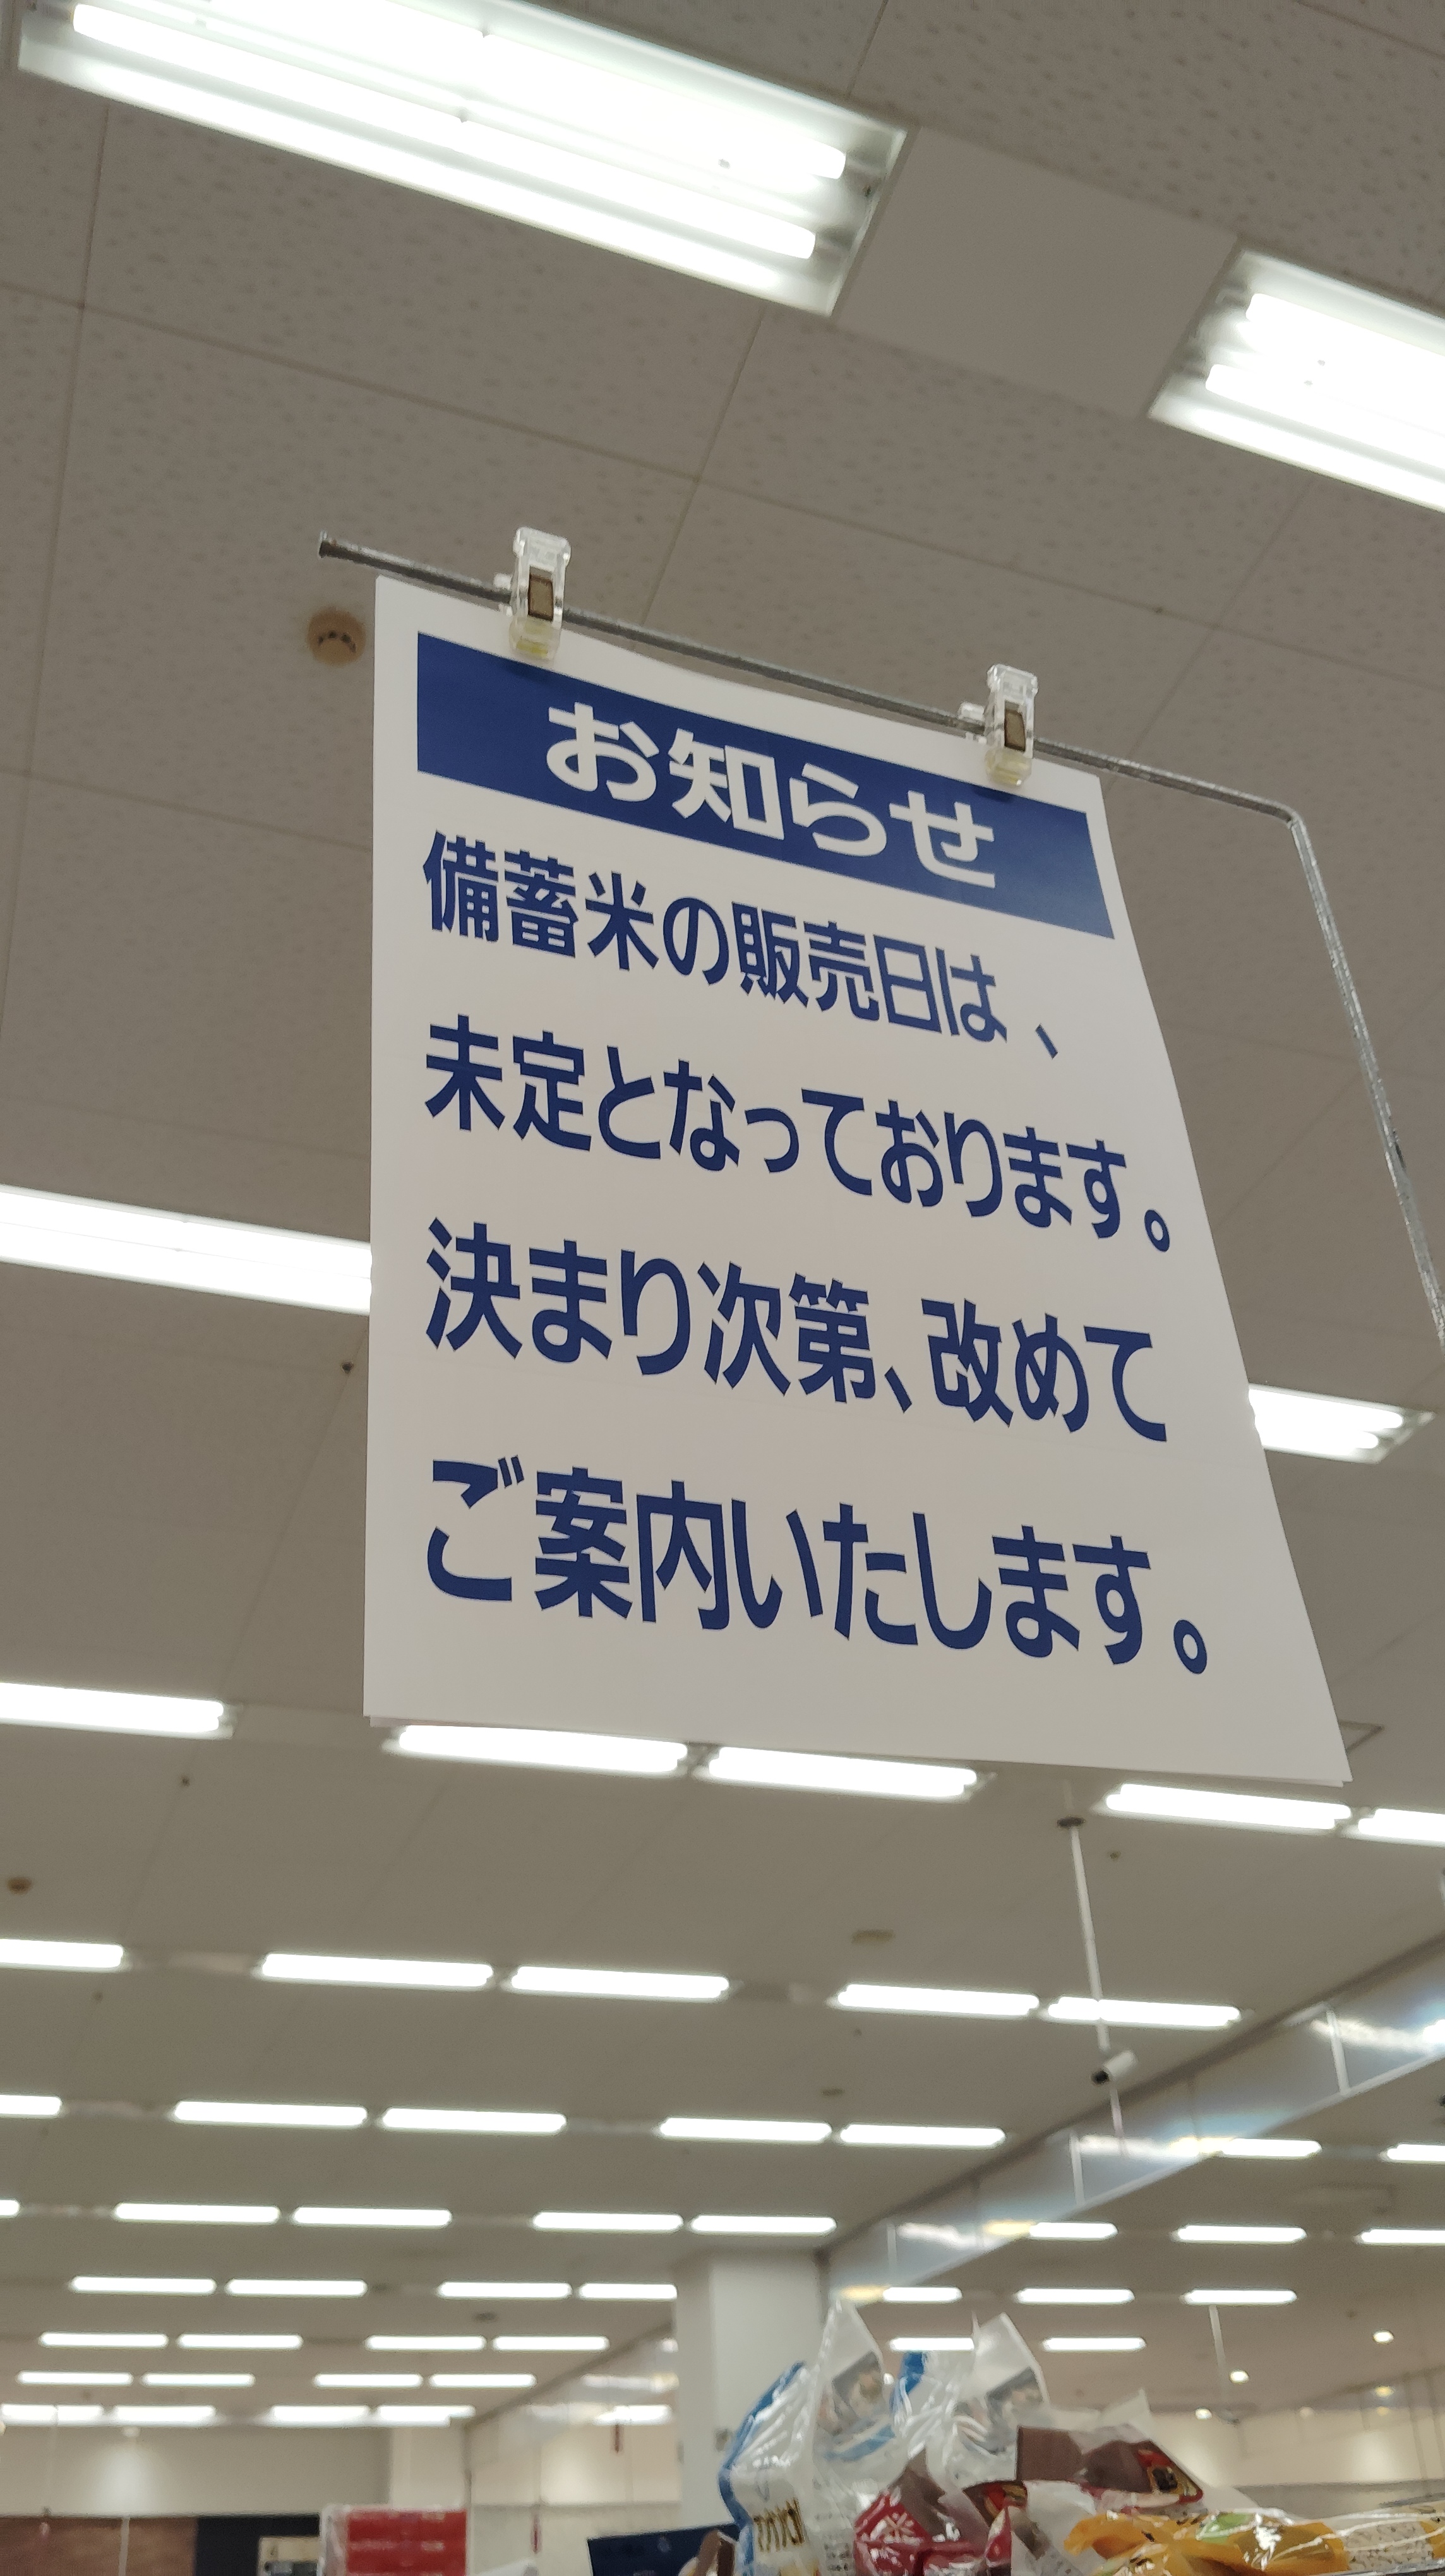 お知らせ
備蓄米の販売日は、
未定となっております。
決まり次第、改めて
ご案内いたします。